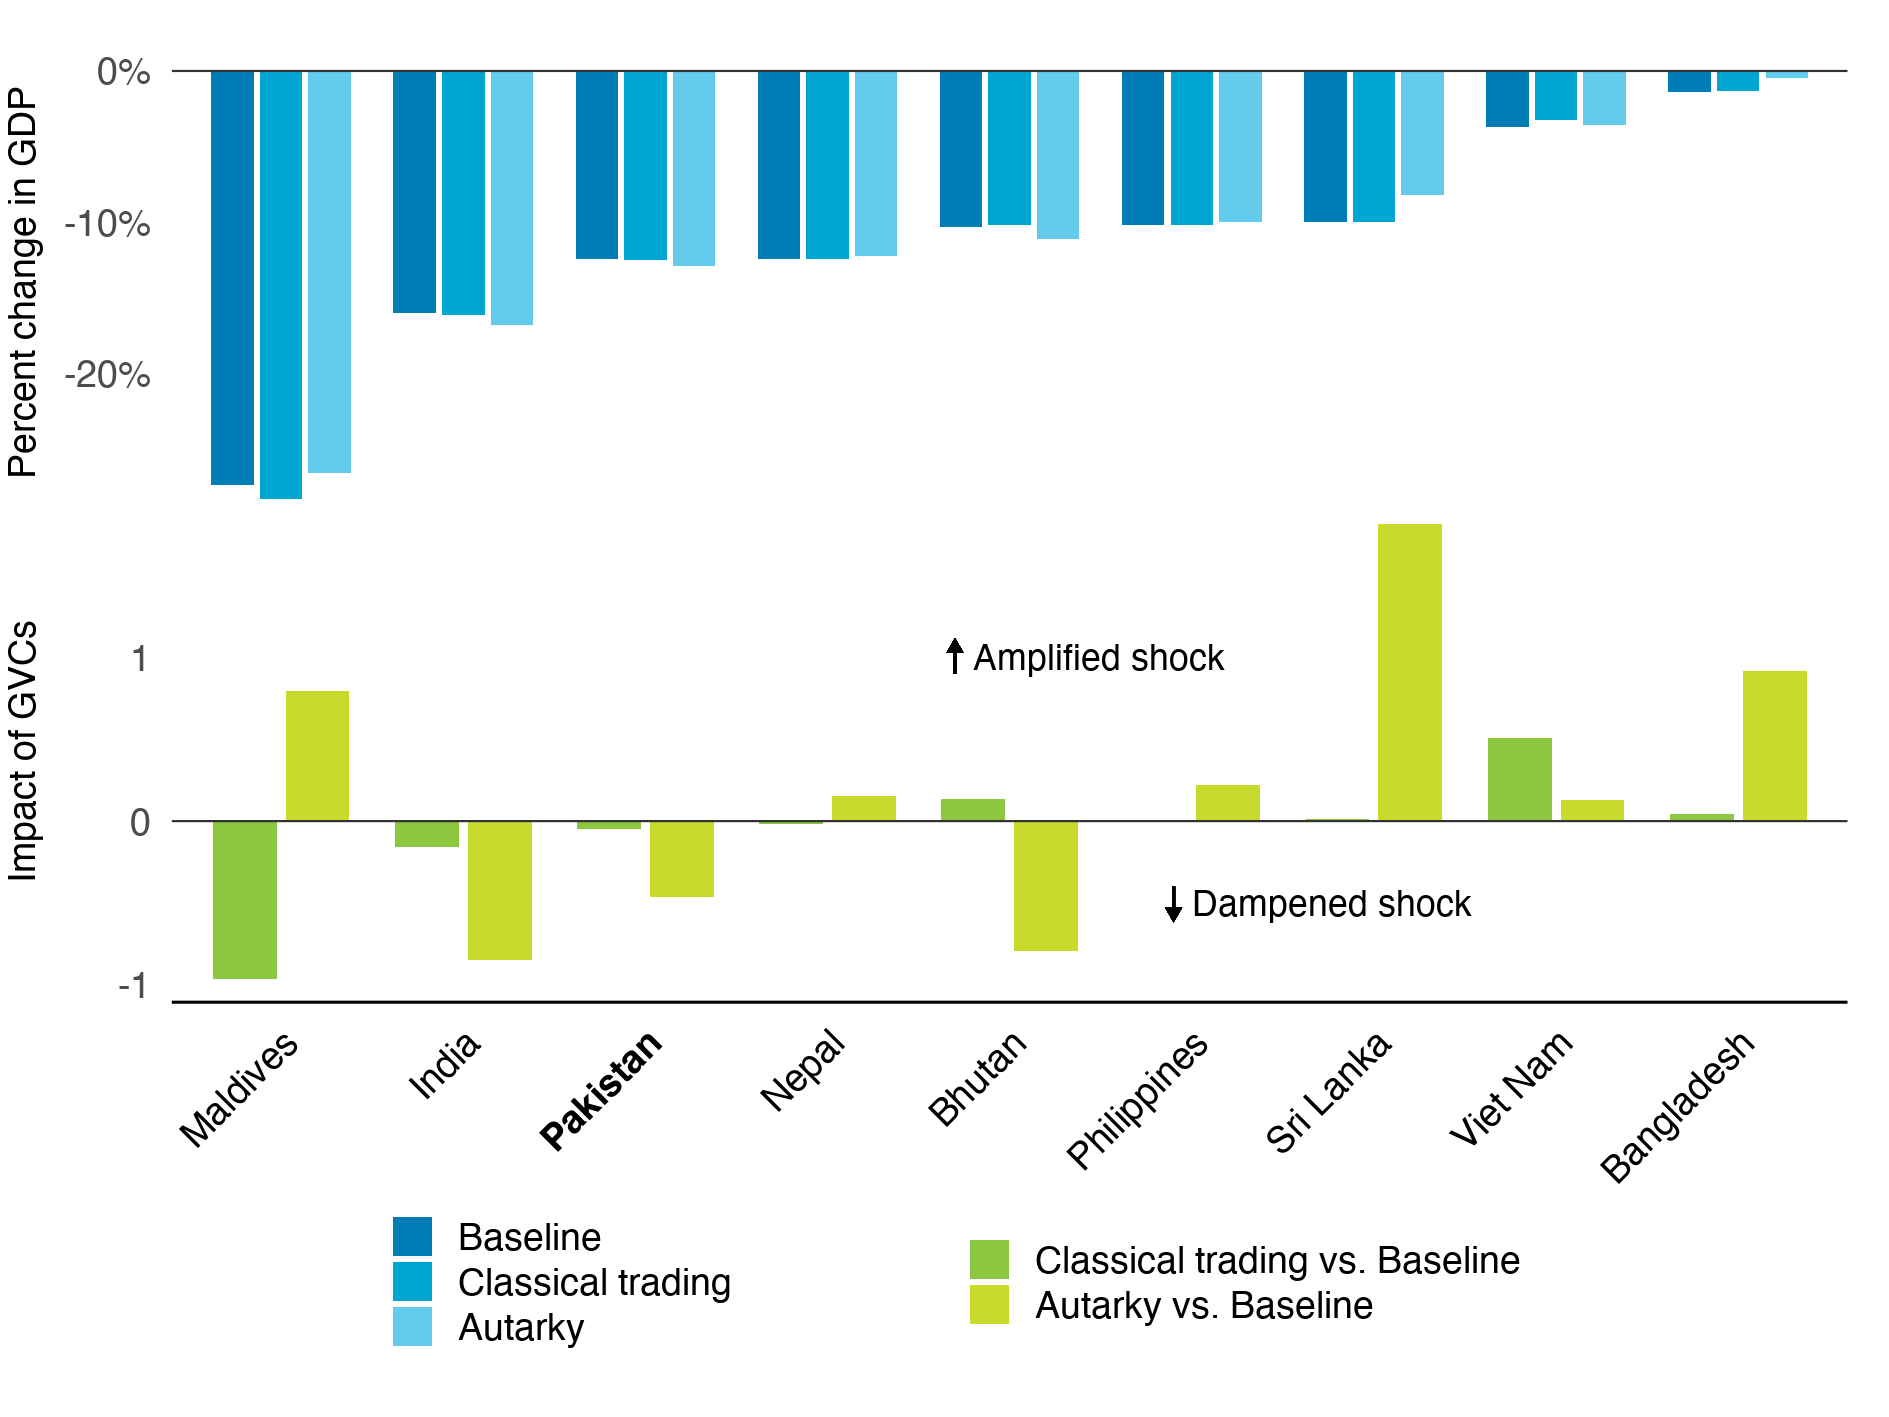 Percent change in GDP
0%
-10%
-20%
Impact of GVCs
1
0
-1
Amplified shock
Dampened shock
Maldives
India
Pakistan
Nepal
Bhutan
Philippines
Sri Lanka
Viet Nam
Bangladesh
Baseline
Classical trading
Autarky
Classical trading vs. Baseline
Autarky vs. Baseline